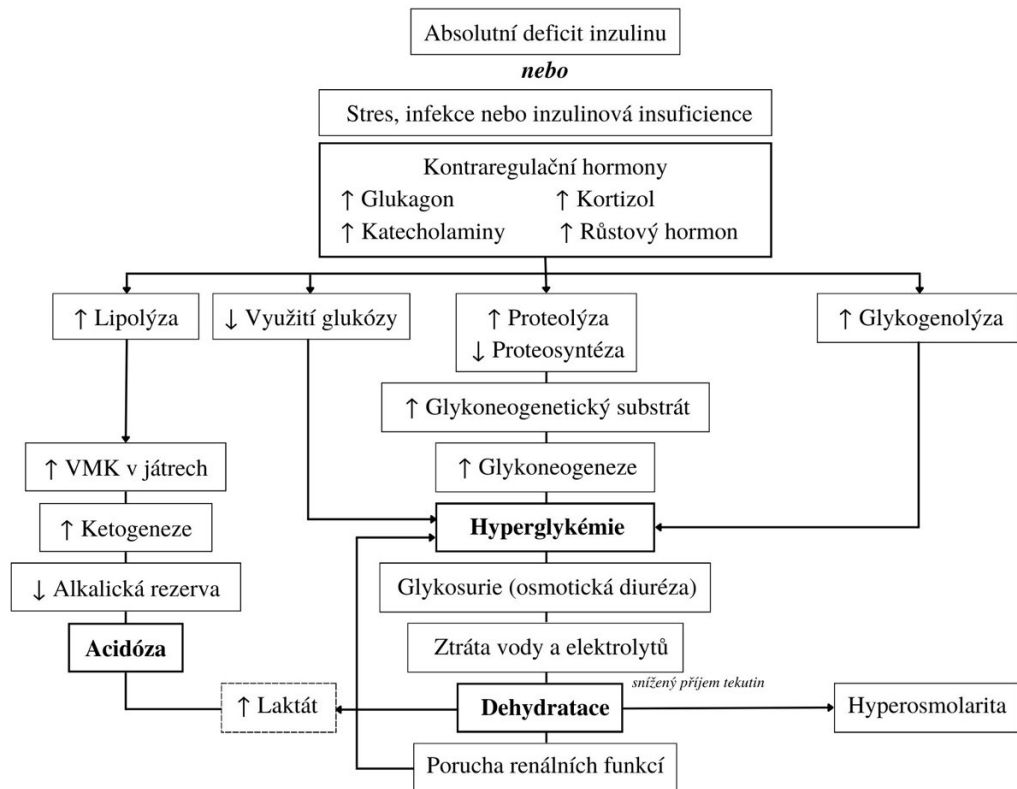 Absolutní deficit inzulinu
nebo
Stres, infekce nebo inzulinová insuficience
Kontraregulační hormony
↑ Glukagon ↑ Kortizol
↑ Katecholaminy ↑ Růstový hormon
↑ Lipolýza
↓ Využití glukózy
↑ Proteolýza
↓ Proteosyntéza
↑ Glykogenolýza
↑ Glykoneogenetický substrát
↑ VMK v játrech
↑ Glykoneogeneze
↑ Ketogeneze
Hyperglykémie
↓ Alkalická rezerva
Glykosurie (osmotická diuréza)
Acidóza
Ztráta vody a elektrolytů
snížený příjem tekutin
↑ Laktát
Dehydratace
Hyperosmolarita
Porucha renálních funkcí